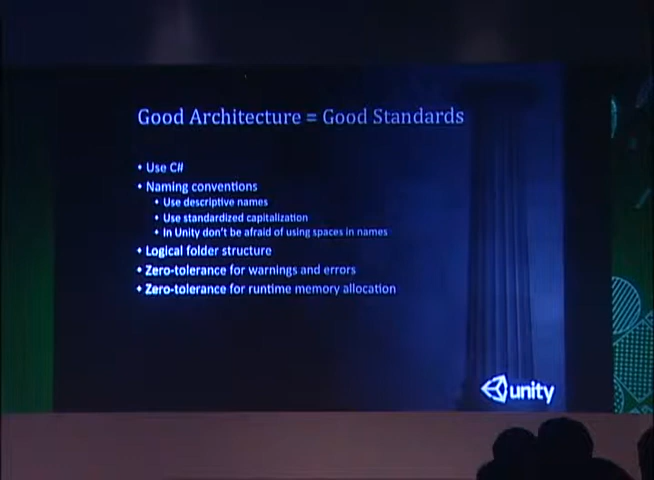 Good Architecture = Good Standards
• Use C#
• Naming conventions
• Use descriptive names
• Use standardized capitalization
• In Unity don't be afraid of using spaces in names
• Logical folder structure
• Zero-tolerance for warnings and errors
• Zero-tolerance for runtime memory allocation
unity